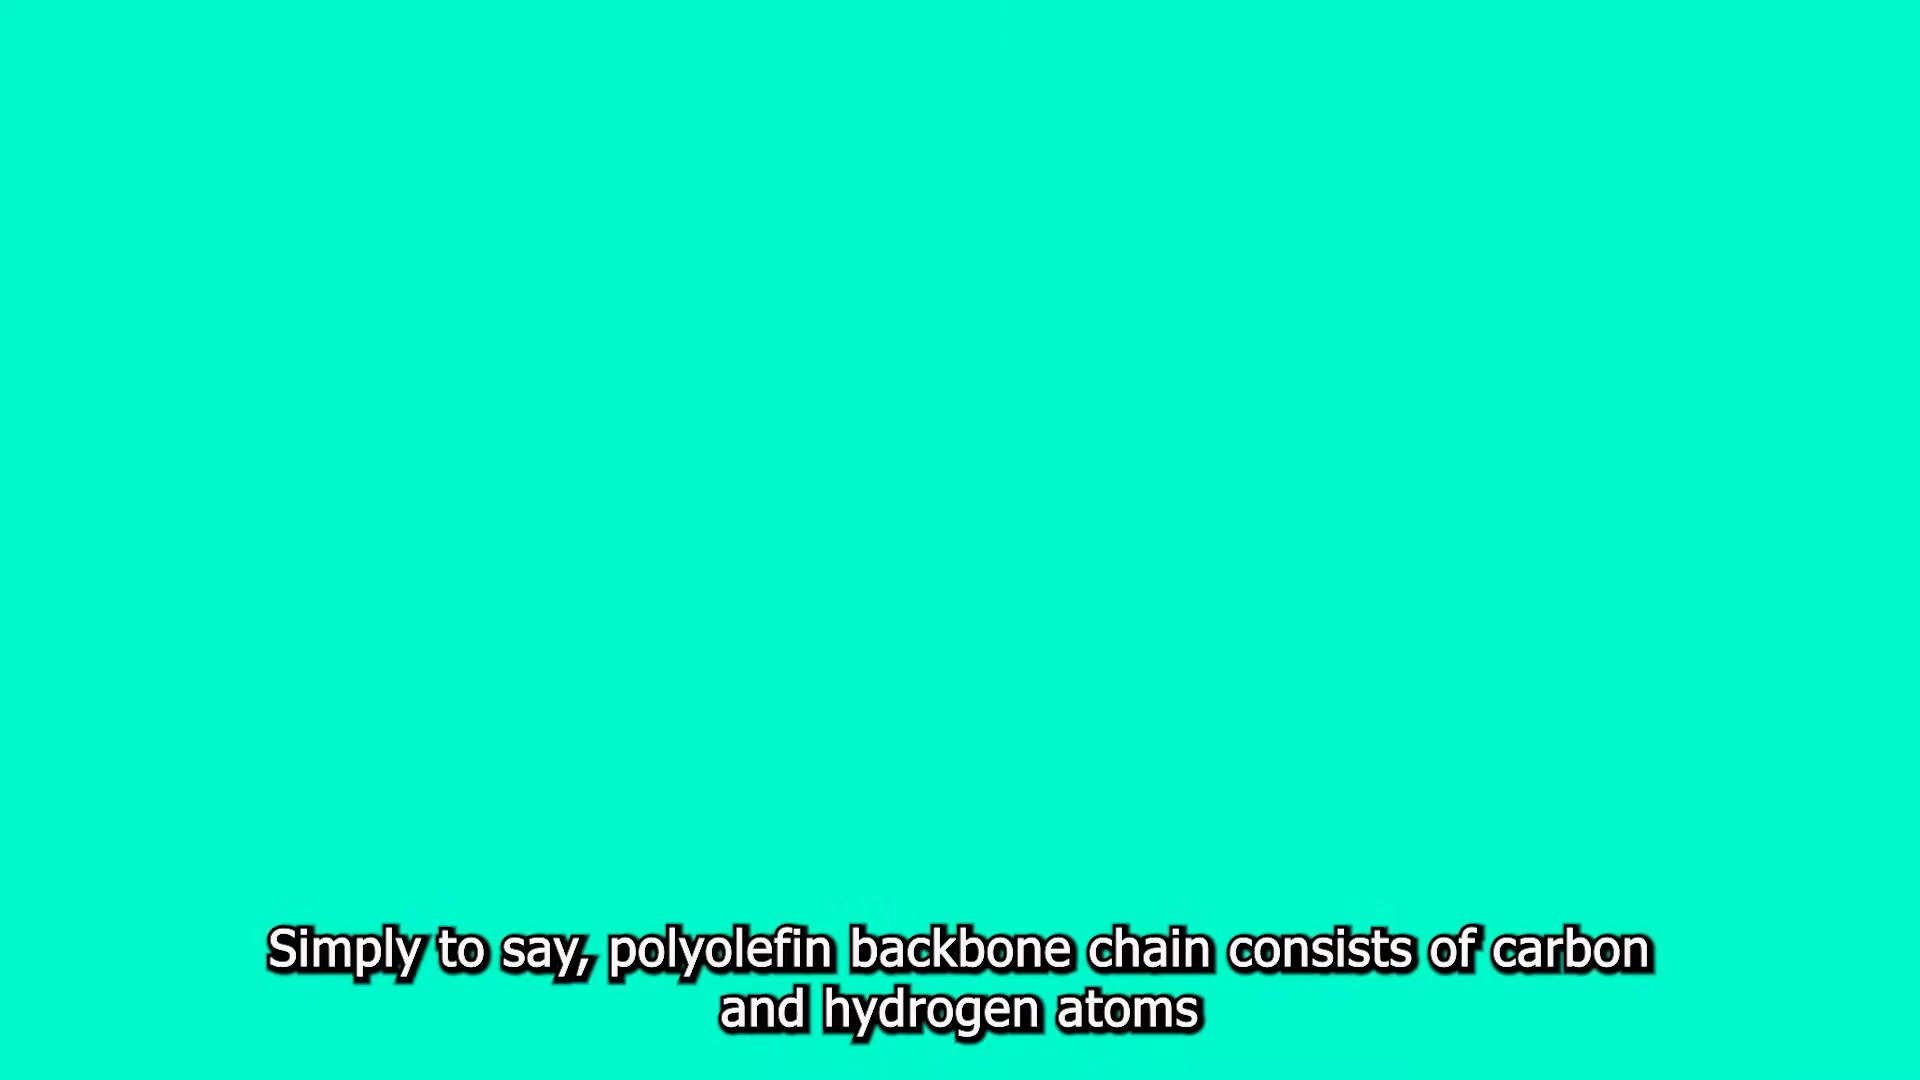 Simply to say, polyolefin backbone chain consists of carbon
and hydrogen atoms